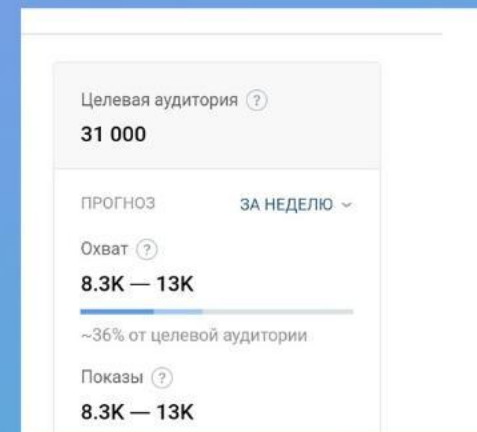 Целевая аудитория ?
31 000
ПРОГНОЗ ЗА НЕДЕЛЮ
Охват ?
8.3K — 13K
~36% от целевой аудитории
Показы ?
8.3K — 13K